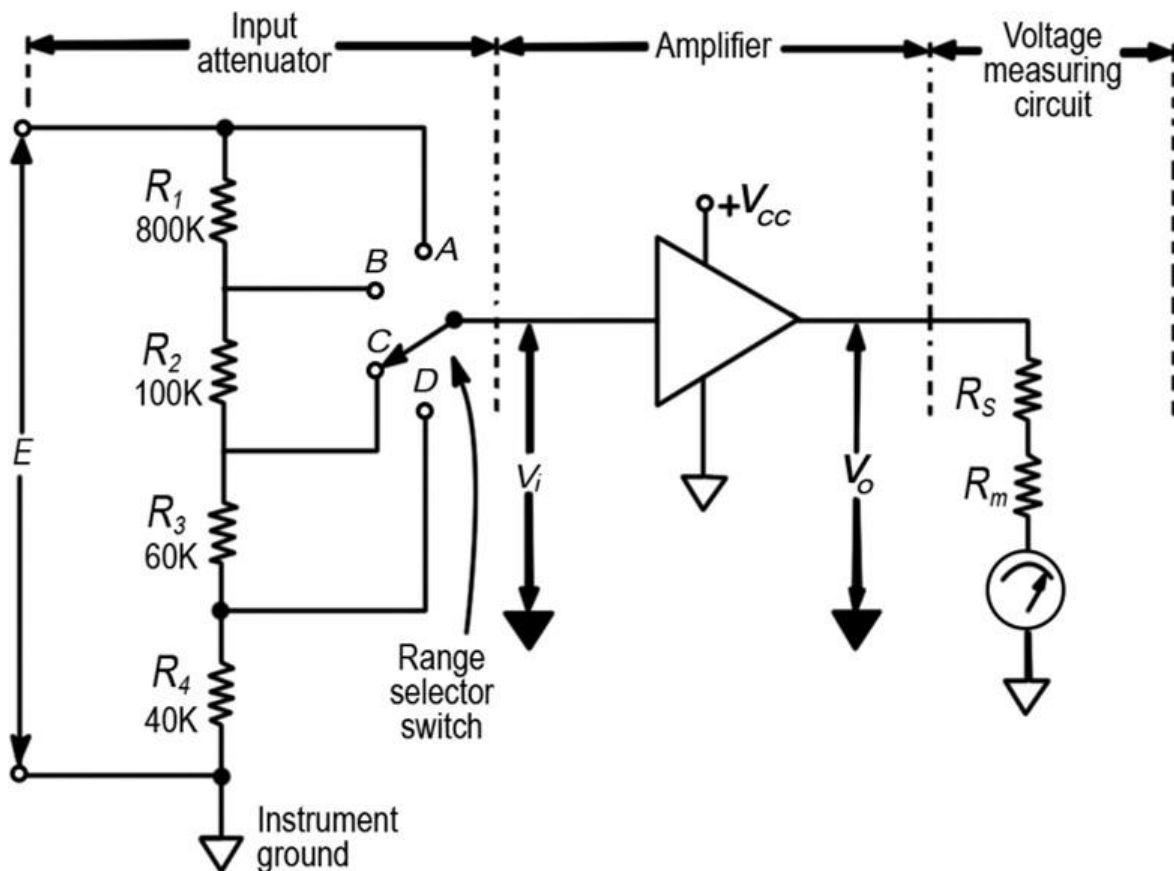 Input
attenuator
Amplifier
Voltage
measuring
circuit
R1
800K
A
B
+Vcc
R2
100K
C
D
E
Vi
Vo
RS
Rm
R3
60K
R4
40K
Range
selector
switch
Instrument
ground